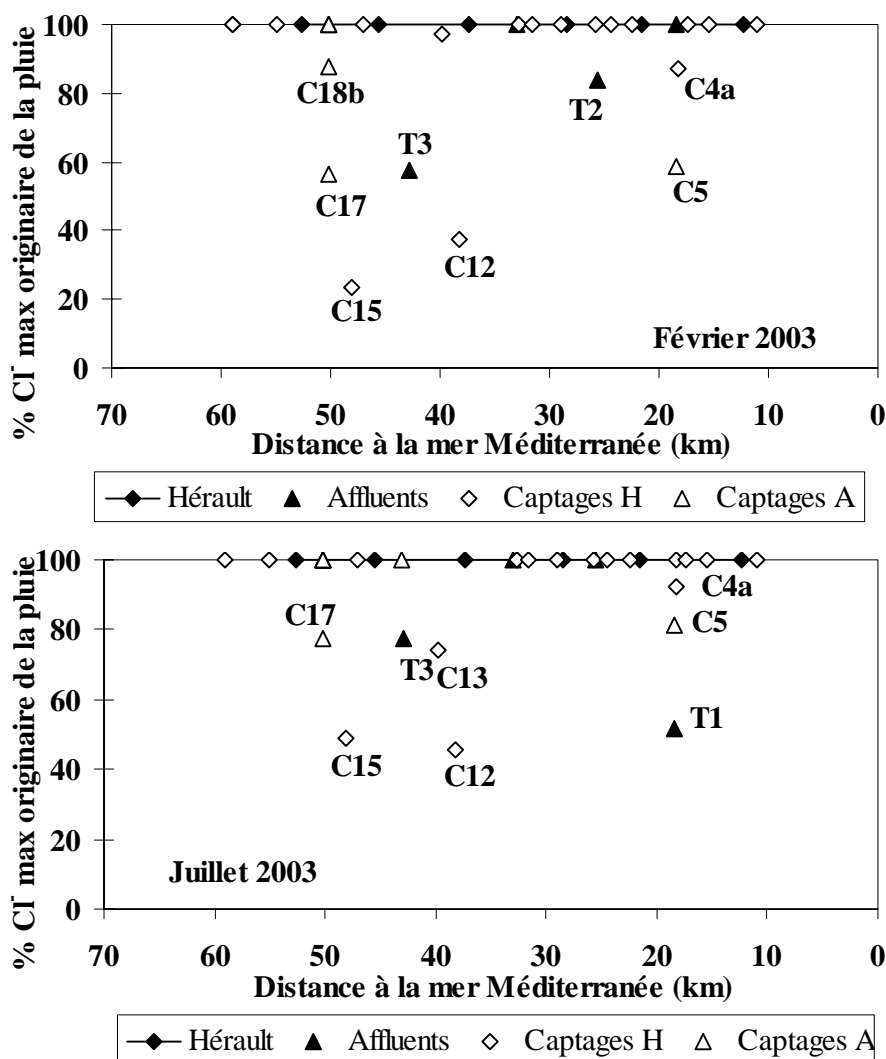 % Cl- max originaire de la pluie
100
80
60
40
20
0
C18b
C17
C15
T3
C12
T2
C4a
C5
Février 2003
70 60 50 40 30 20 10 0
Distance à la mer Méditerranée (km)
Hérault Affluents Captages H Captages A
% Cl- max originaire de la pluie
100
80
60
40
20
0
C17
C15
T3
C13
C12
C4a
C5
T1
Juillet 2003
70 60 50 40 30 20 10 0
Distance à la mer Méditerranée (km)
Hérault Affluents Captages H Captages A